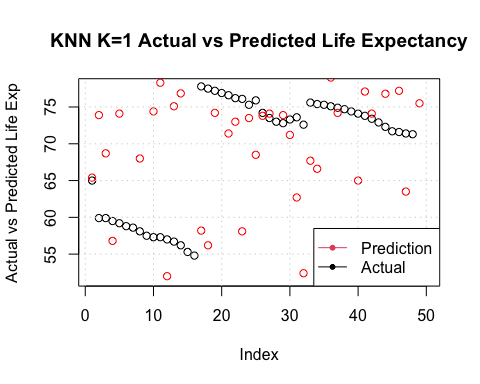 KNN K=1 Actual vs Predicted Life Expectancy
Actual vs Predicted Life Exp
75
70
65
60
55
Prediction
Actual
0 10 20 30 40 50
Index